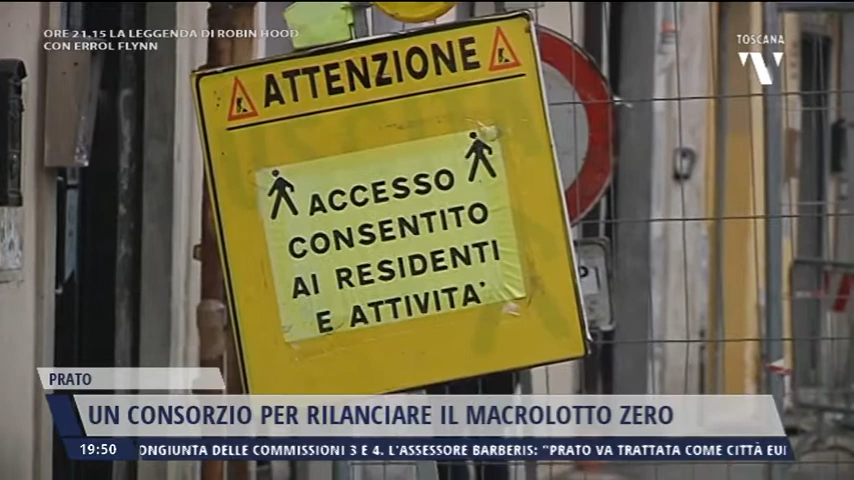 ORE 21,15 LA LEGGENDA DI ROBIN HOOD
CON ERROL FLYNN
TOSCANA
TV
ATTENZIONE
ACCESSO
CONSENTITO
AI RESIDENTI
E ATTIVITA'
PRATO
UN CONSORZIO PER RILANCIARE IL MACROLOTTO ZERO
19:50 ONGIUNTA DELLE COMMISSIONI 3 E 4. L'ASSESSORE BARBERIS: "PRATO VA TRATTATA COME CITTÀ EUI